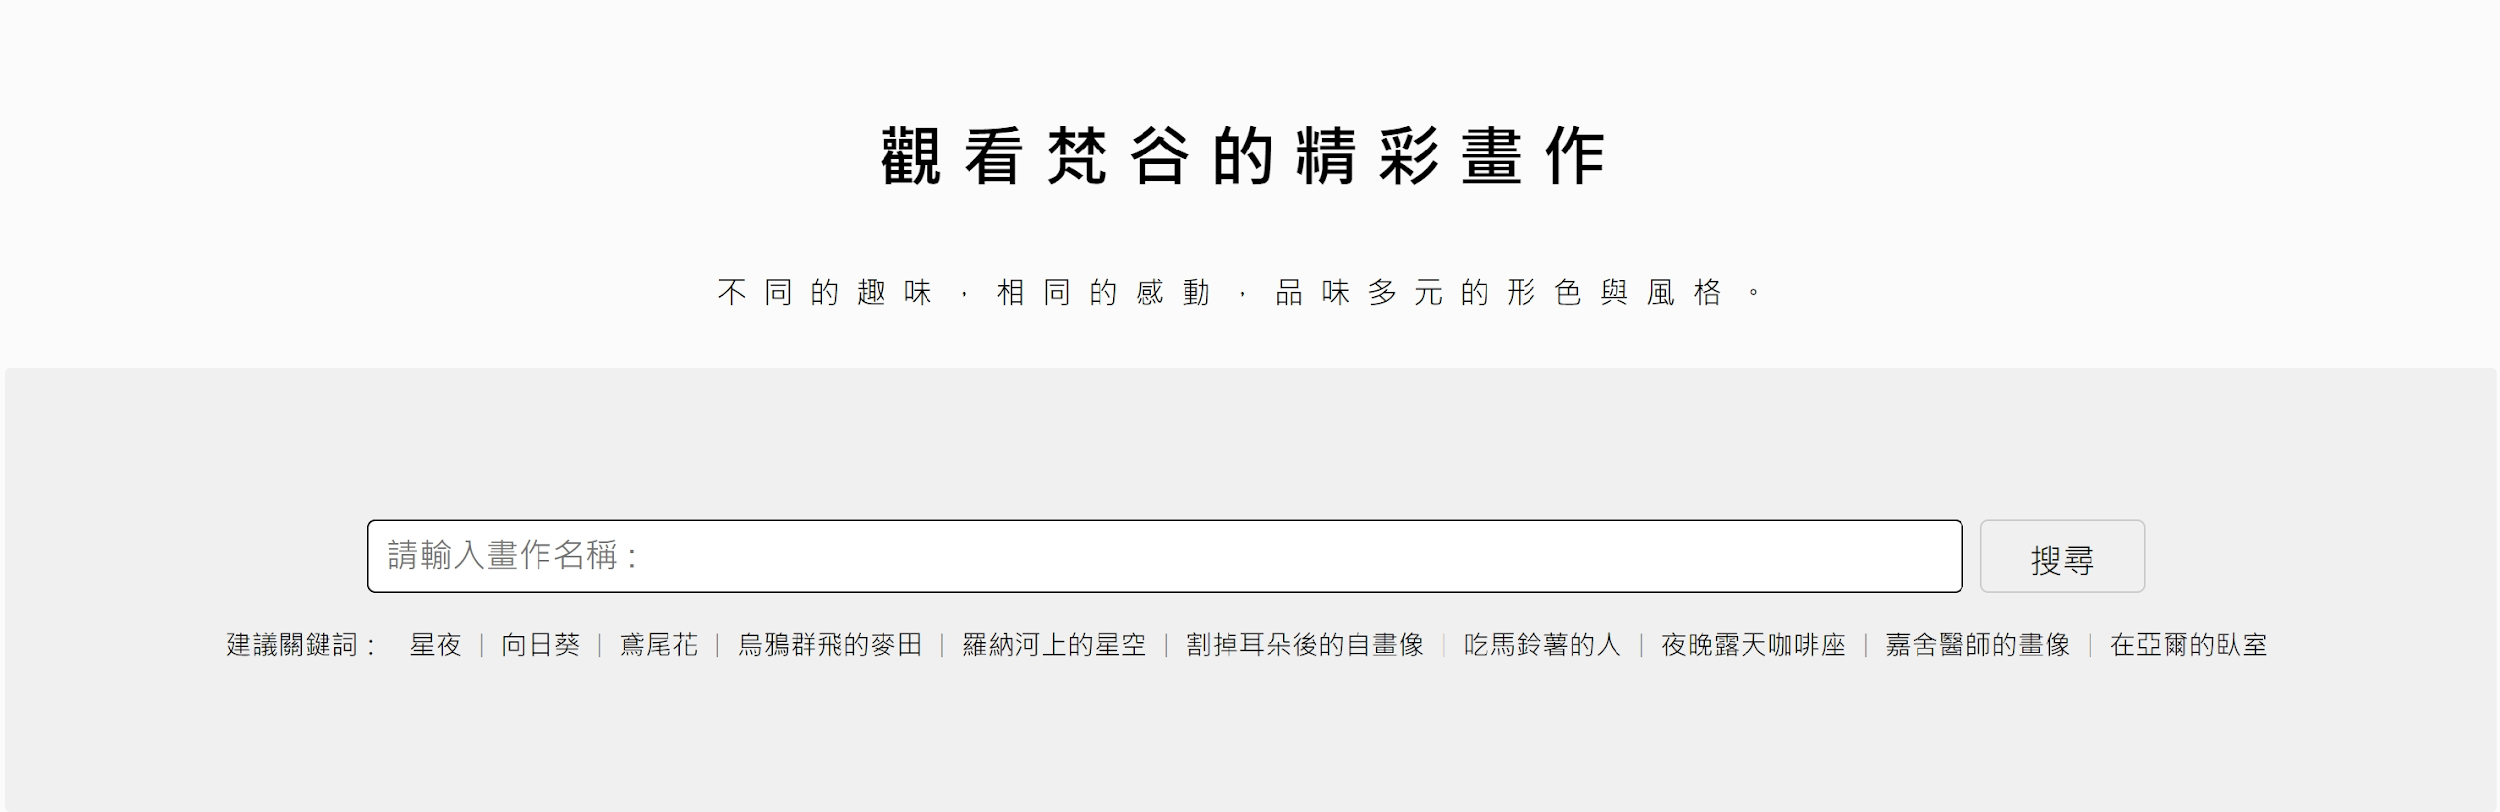 觀看梵谷的精彩畫作
不同的趣味，相同的感動，品味多元的形色與風格。
請輸入畫作名稱： 搜尋
建議關鍵詞： 星夜 | 向日葵 | 鳶尾花 | 烏鴉群飛的麥田 | 羅納河上的星空 | 割掉耳朵後的自畫像 | 吃馬鈴薯的人 | 夜晚露天咖啡座 | 嘉舍醫師的畫像 | 在亞爾的臥室